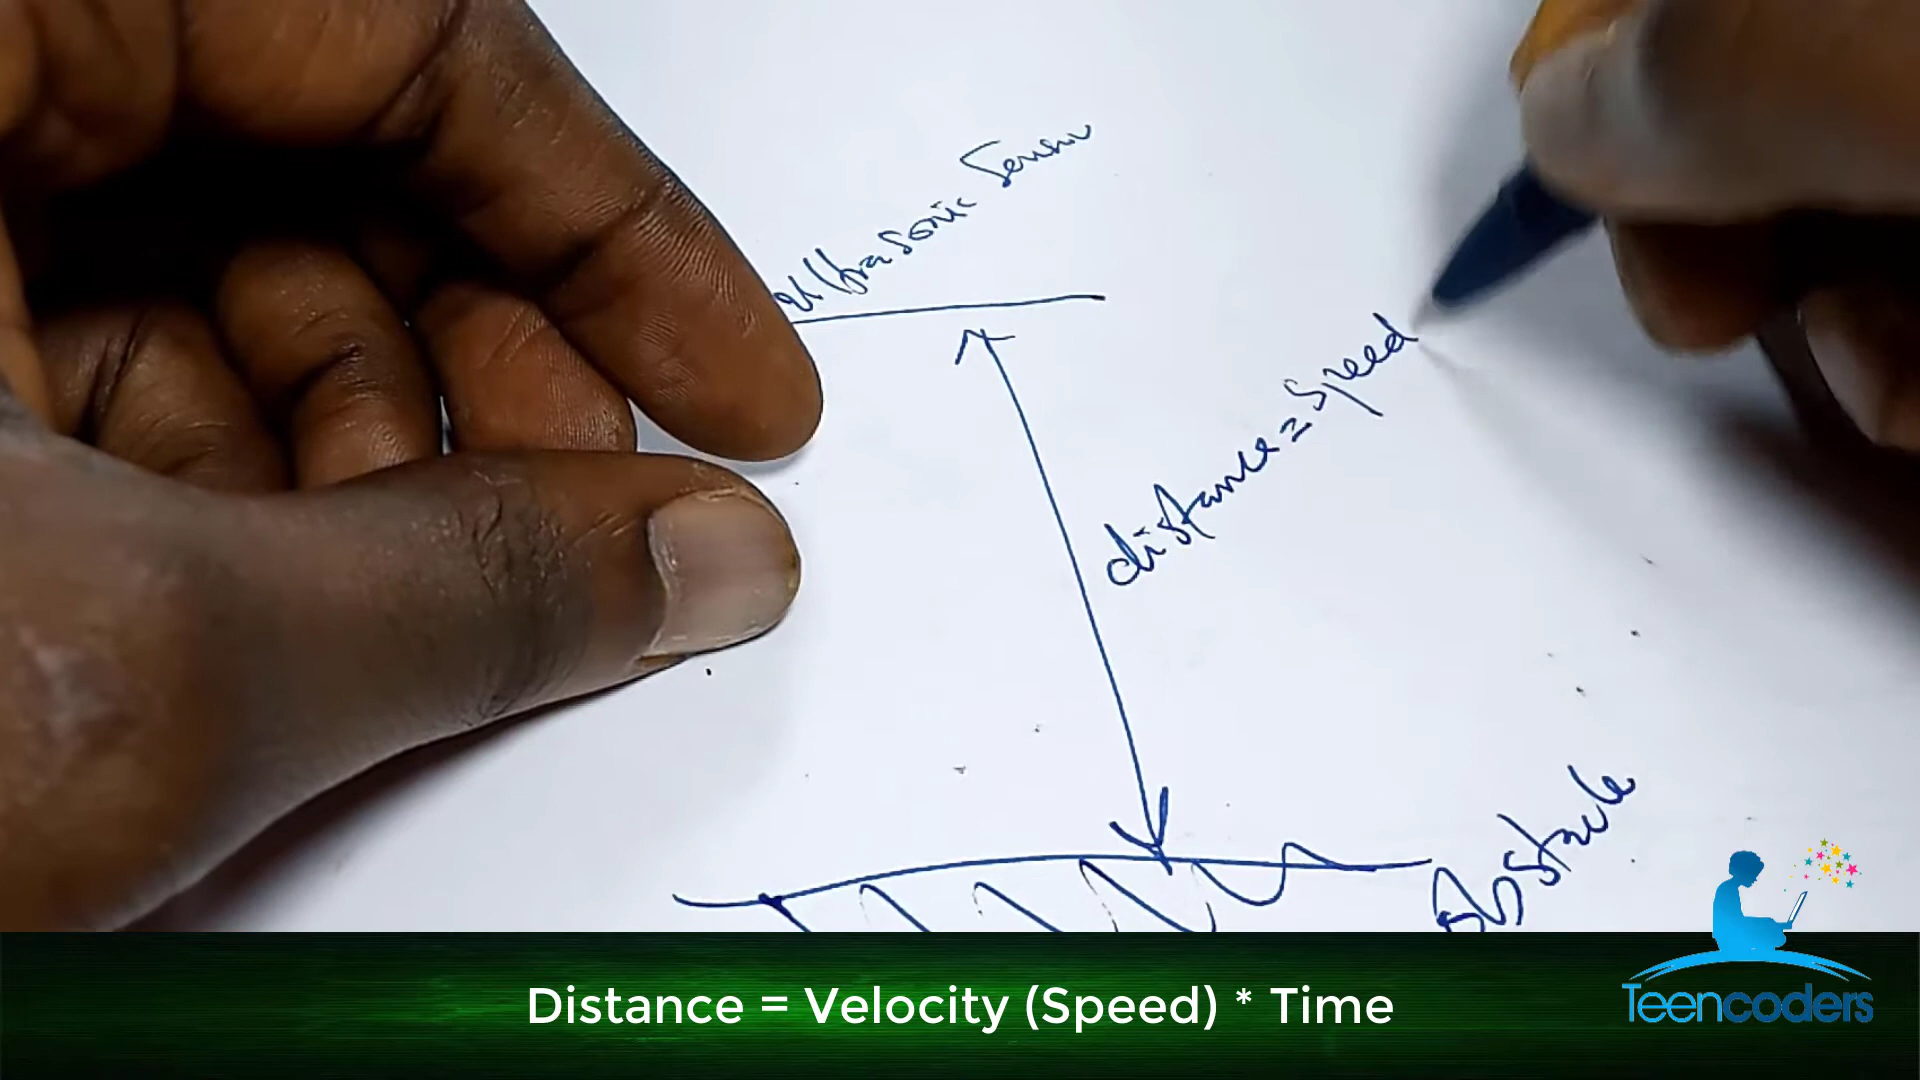 Ultrasonic Sensor
distance = Speed
Obstacle
Distance = Velocity (Speed) * Time
Teencoders